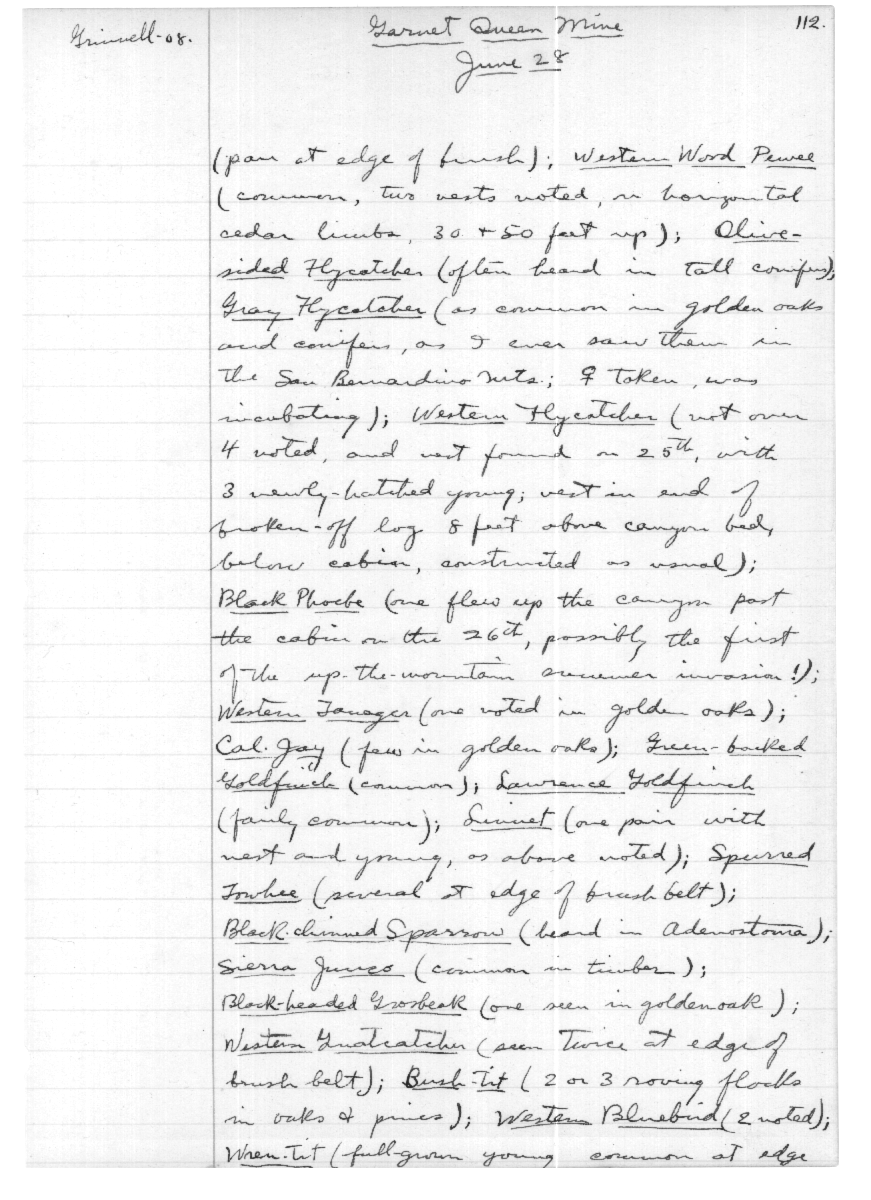 Grinnell-08.
Garnet Queen Mine
112.
June 28
(pair at edge of brush); Western Wood Pewee
(common, two nests noted, on horizontal
cedar limbs, 30 + 50 feet up); Olive-
sided Flycatcher (often heard in tall conifers);
Gray Flycatcher (as common in golden oaks
and conifers, as I ever saw them in
the San Bernardino mts.; ♀ taken, was
incubating); Western Flycatcher (not over
4 noted, and nest found on 25th, with
3 newly-hatched young; nest in end of
broken-off log 8 feet above canyon bed,
below cabin, constructed as usual);
Black Phoebe (one flew up the canyon past
the cabin on the 26th, possibly the first
of the up-the-mountain summer invasion!);
Western Tanager (one noted in golden oaks);
Cal. Jay (few in golden oaks); Green-backed
Goldfinch (common); Lawrence Goldfinch
(fairly common); Linnet (one pair with
nest and young, as above noted); Spurred
Towhee (several at edge of brush belt);
Black-chinned Sparrow (heard in Adenostoma);
Sierra Junco (common in timber);
Black-headed Grosbeak (one seen in golden oak);
Western Gnatcatcher (seen twice at edge of
brush belt); Bush-Tit (2 or 3 roving flocks
in oaks & pines); Western Bluebird (2 noted);
Wren-Tit (full-grown young common at edge